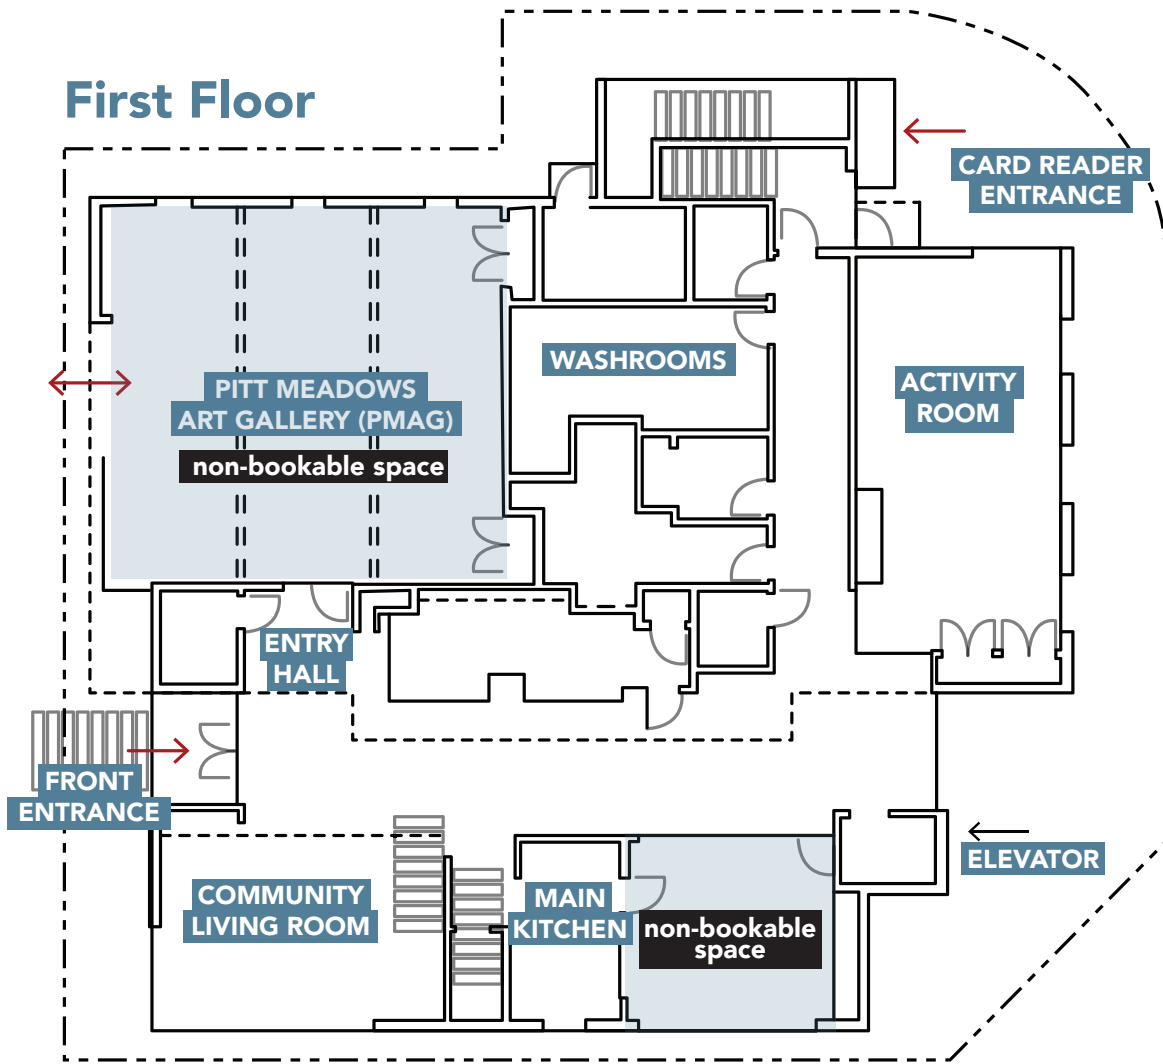 First Floor
CARD READER
ENTRANCE
WASHROOMS
PITT MEADOWS
ART GALLERY (PMAG)
non-bookable space
ACTIVITY
ROOM
ENTRY
HALL
FRONT
ENTRANCE
COMMUNITY
LIVING ROOM
MAIN
KITCHEN
non-bookable
space
ELEVATOR